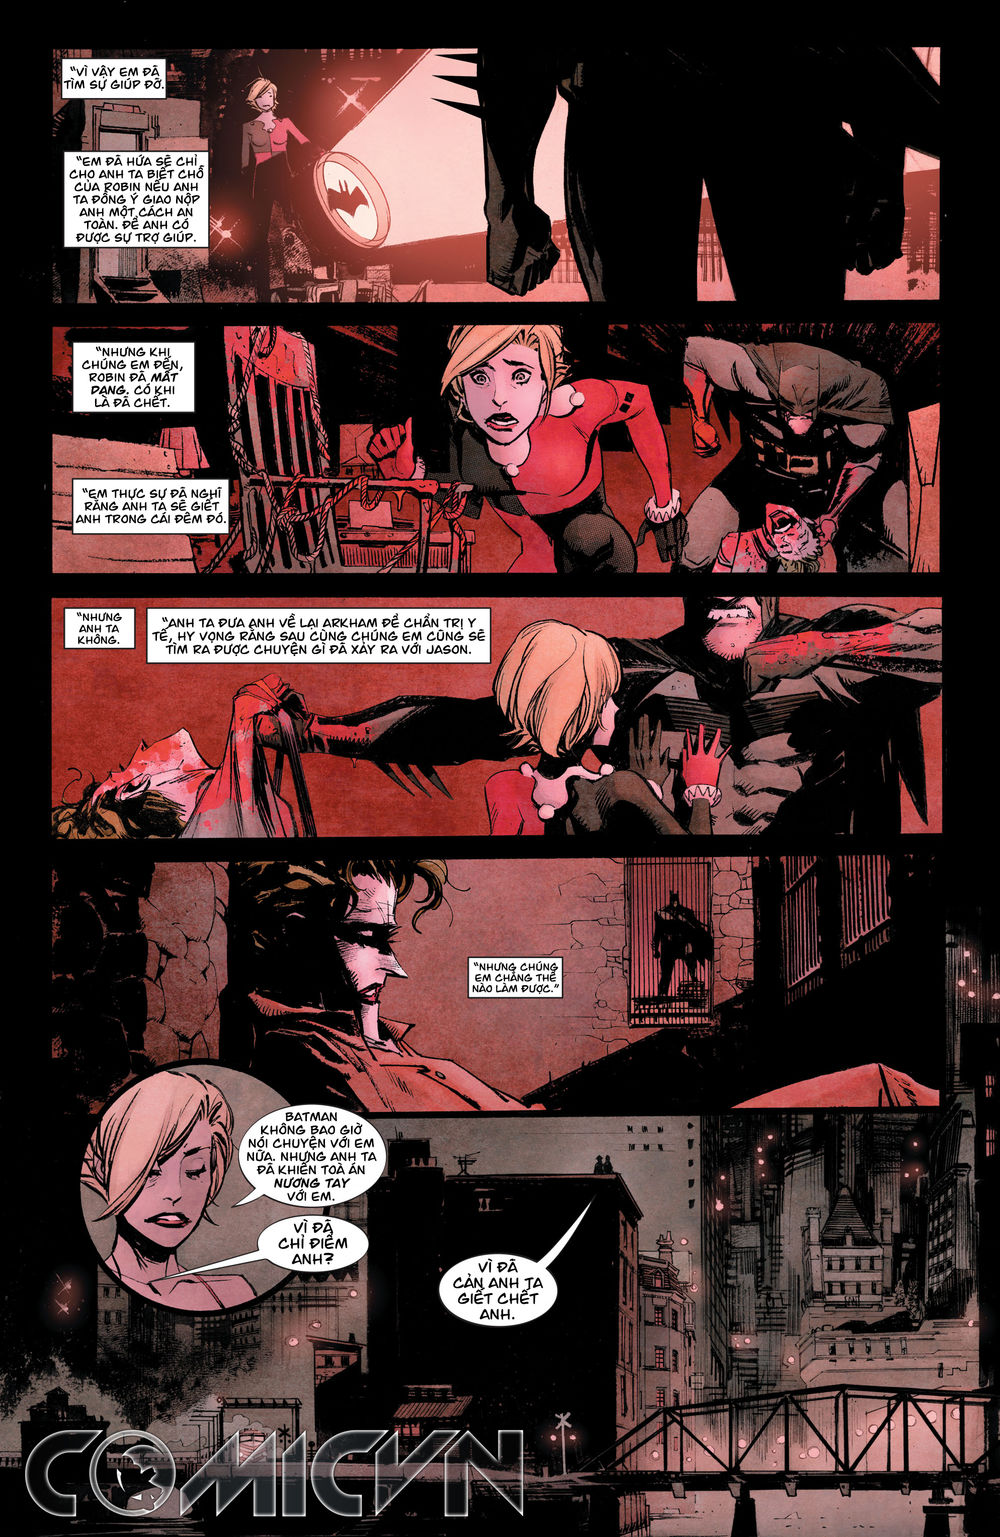 "VÌ VẬY EM ĐÃ
TÌM SỰ GIÚP ĐỠ.
"EM ĐÃ HỨA SẼ CHỈ
CHO ANH TA BIẾT CHỖ
CỦA ROBIN NẾU ANH
TA ĐỒNG Ý GIAO NỘP
ANH MỘT CÁCH AN
TOÀN. ĐỂ ANH CÓ
ĐƯỢC SỰ TRỢ GIÚP.
"NHƯNG KHI
CHÚNG EM ĐẾN,
ROBIN ĐÃ MẤT
DẠNG. CÓ KHI
LÀ ĐÃ CHẾT.
"EM THỰC SỰ ĐÃ NGHĨ
RẰNG ANH TA SẼ GIẾT
ANH TRONG CÁI ĐÊM ĐÓ.
"NHƯNG
ANH TA
KHÔNG.
"ANH TA ĐƯA ANH VỀ LẠI ARKHAM ĐỂ CHẨN TRỊ Y
TẾ, HY VỌNG RẰNG SAU CÙNG CHÚNG EM CŨNG SẼ
TÌM RA ĐƯỢC CHUYỆN GÌ ĐÃ XẢY RA VỚI JASON.
"NHƯNG CHÚNG
EM CHẲNG THỂ
NÀO LÀM ĐƯỢC."
BATMAN
KHÔNG BAO GIỜ
NÓI CHUYỆN VỚI EM
NỮA. NHƯNG ANH TA
ĐÃ KHIẾN TOÀ ÁN
NƯƠNG TAY
VỚI EM.
VÌ ĐÃ
CHỈ ĐIỂM
ANH?
VÌ ĐÃ
CẢN ANH TA
GIẾT CHẾT
ANH.
COMICVN